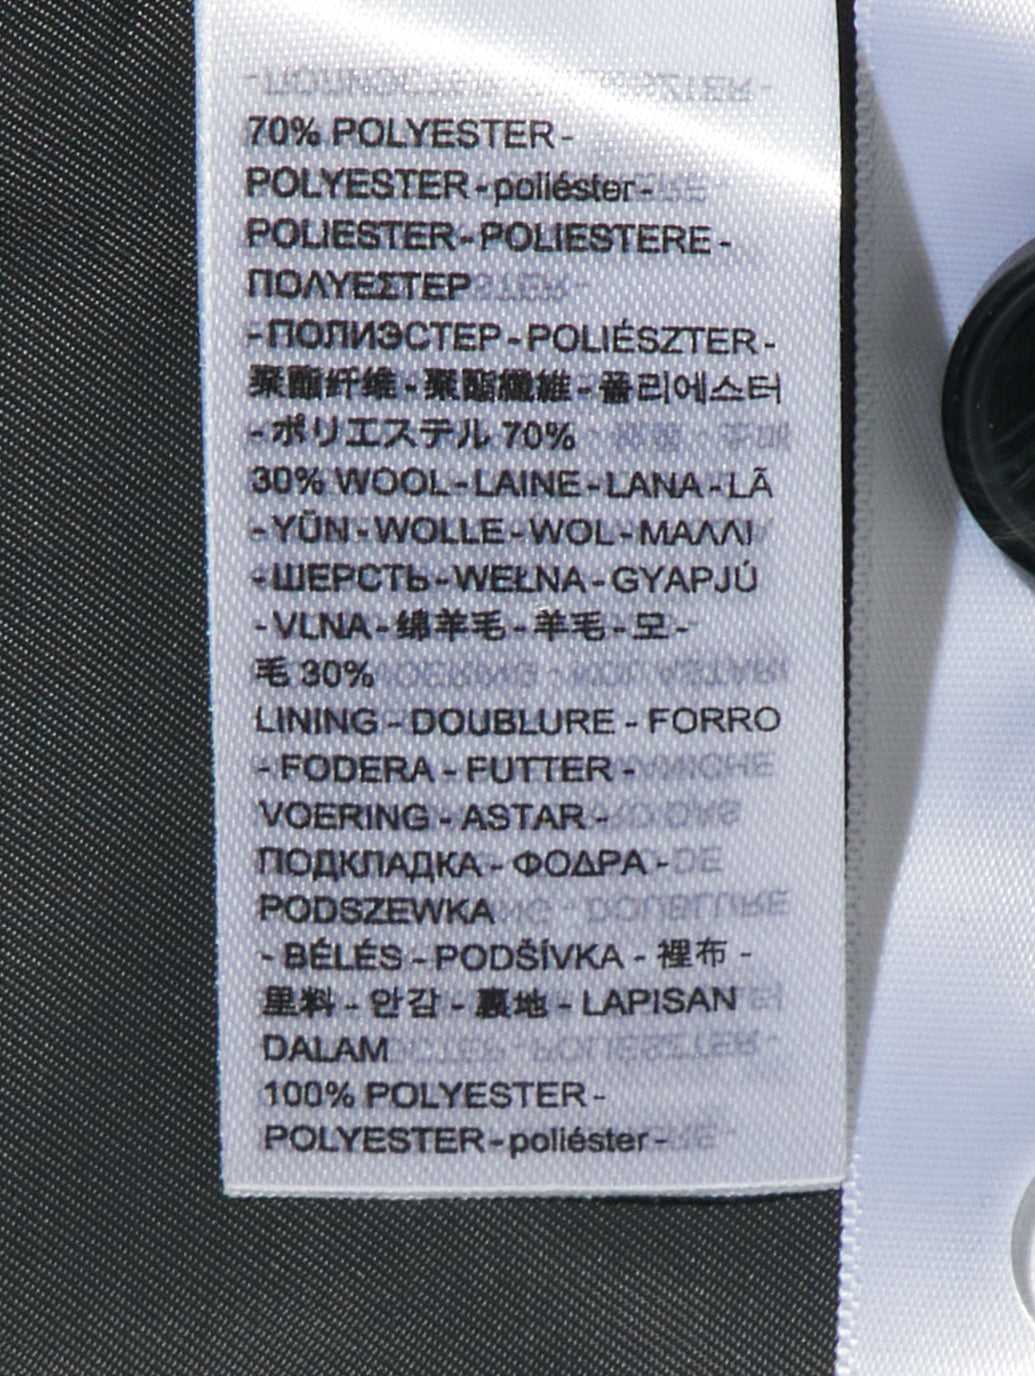 70% POLYESTER -
POLYESTER - poliéster -
POLIESTER - POLIESTERE -
ΠΟΛΥΕΣΤΕΡ
- ПОЛИЭСТЕР - POLIÉSZTER -
聚酯纤维 - 聚酯纖維 - 폴리에스터
- ポリエステル 70%
30% WOOL - LAINE - LANA - LÃ
- YÜN - WOLLE - WOL - ΜΑΛΛΙ
- ШЕРСТЬ - WEŁNA - GYAPJÚ
- VLNA - 绵羊毛 - 羊毛 - 모 -
毛 30%
LINING - DOUBLURE - FORRO
- FODERA - FUTTER -
VOERING - ASTAR -
ПОДКЛАДКА - ΦΟΔΡΑ -
PODSZEWKA
- BÉLÉS - PODŠÍVKA - 裡布 -
里料 - 안감 - 裏地 - LAPISAN
DALAM
100% POLYESTER -
POLYESTER - poliéster -